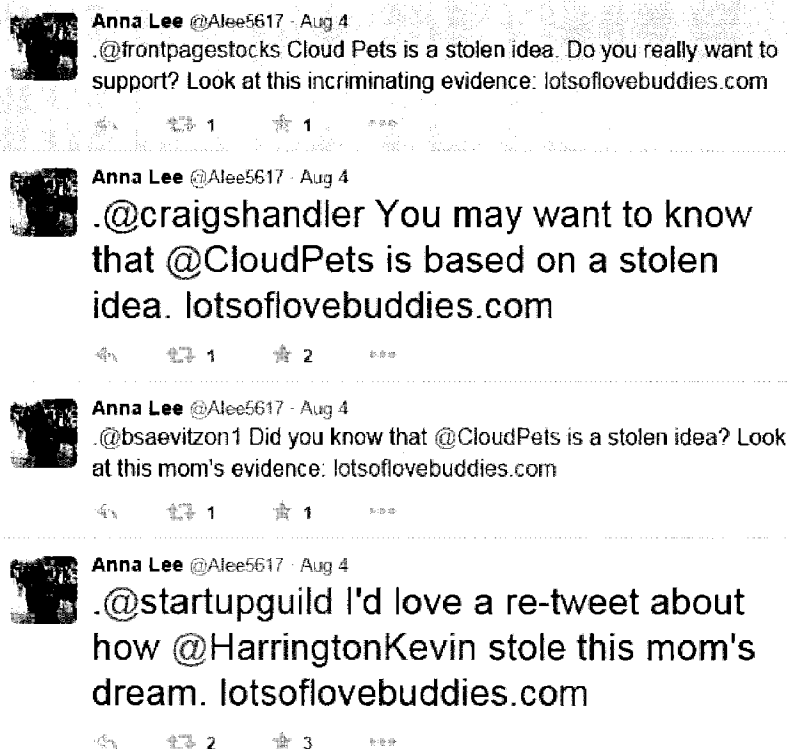 Anna Lee @Alee5617 · Aug 4
.@frontpagestocks Cloud Pets is a stolen idea. Do you really want to
support? Look at this incriminating evidence: lotsoflovebuddies.com
1 1
Anna Lee @Alee5617 · Aug 4
.@craigshandler You may want to know
that @CloudPets is based on a stolen
idea. lotsoflovebuddies.com
1 2
Anna Lee @Alee5617 · Aug 4
.@bsaevitzon1 Did you know that @CloudPets is a stolen idea? Look
at this mom's evidence: lotsoflovebuddies.com
1 1
Anna Lee @Alee5617 · Aug 4
.@startupguild I'd love a re-tweet about
how @HarringtonKevin stole this mom's
dream. lotsoflovebuddies.com
2 3